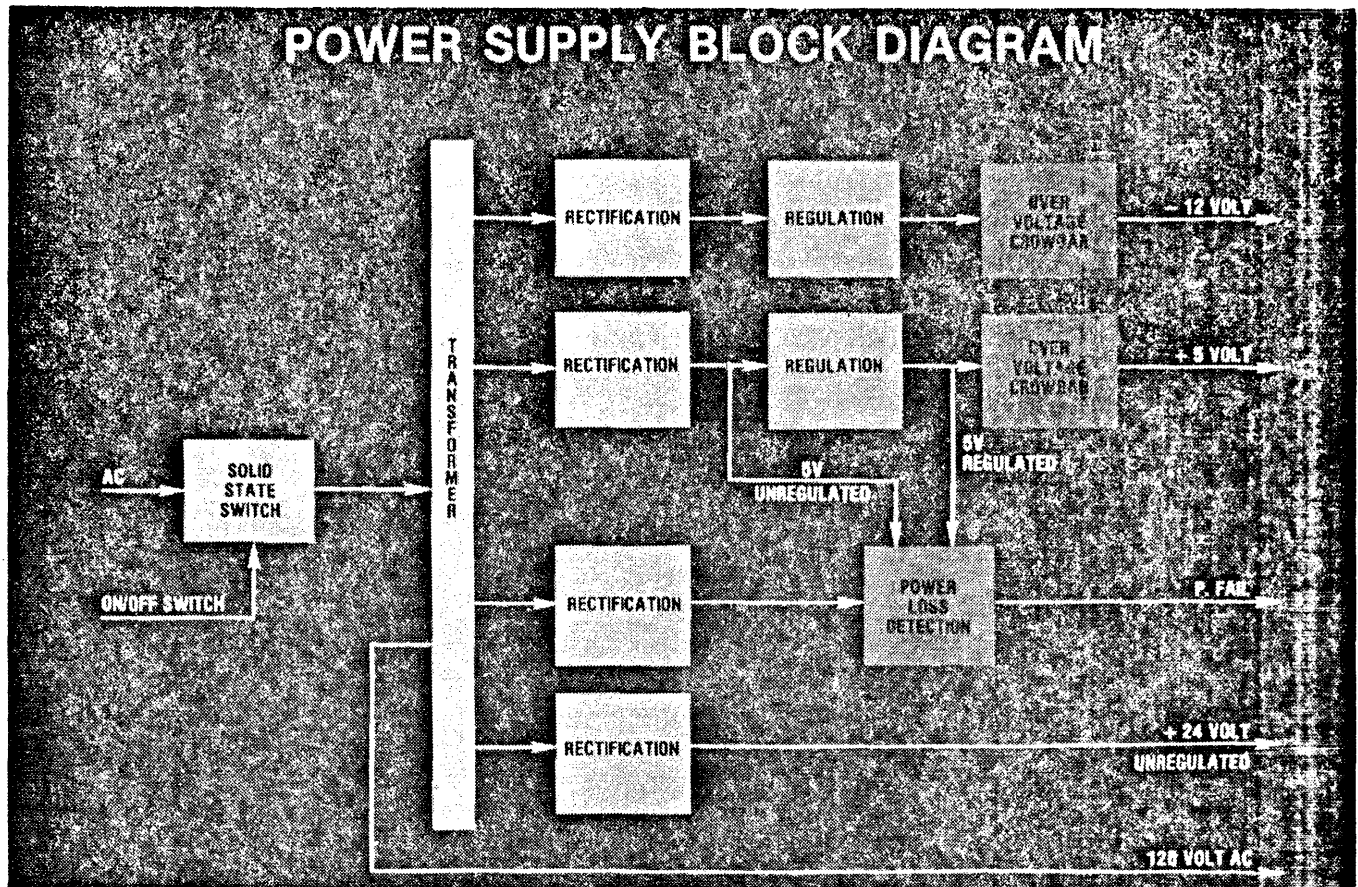 POWER SUPPLY BLOCK DIAGRAM
RECTIFICATION
REGULATION
OVER
VOLTAGE
CROWBAR
- 12 VOLT
RECTIFICATION
REGULATION
OVER
VOLTAGE
CROWBAR
+ 5 VOLT
TRANSFORMER
AC
SOLID
STATE
SWITCH
ON/OFF SWITCH
5V
UNREGULATED
5V
REGULATED
RECTIFICATION
POWER
LOSS
DETECTION
P. FAIL
RECTIFICATION
+ 24 VOLT
UNREGULATED
120 VOLT AC